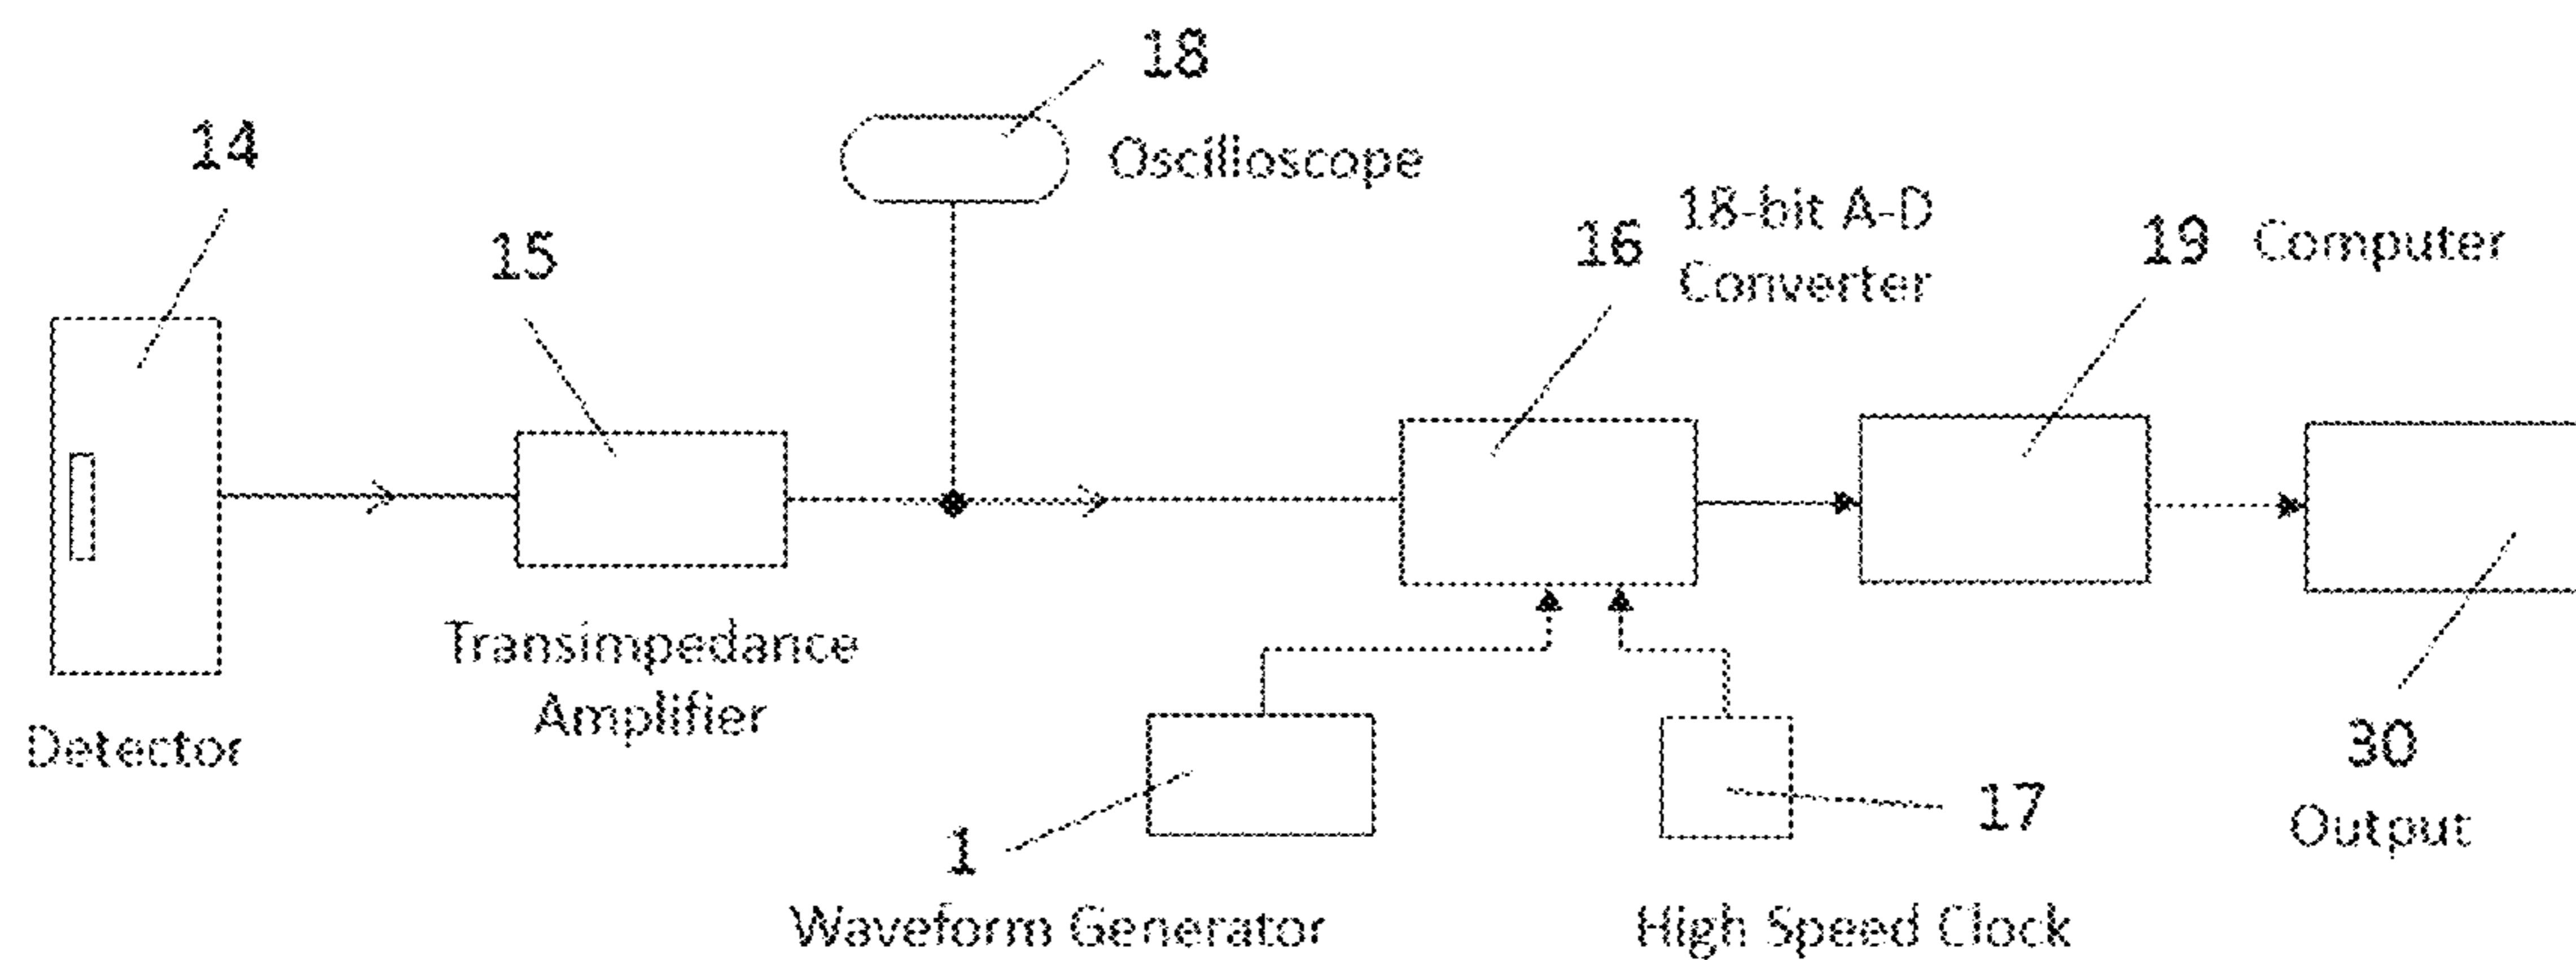 18
Oscilloscope
14
15
16
18-bit A-D
Converter
19 Computer
Transimpedance
Amplifier
Detector
1
Waveform Generator
17
High Speed Clock
30
Output